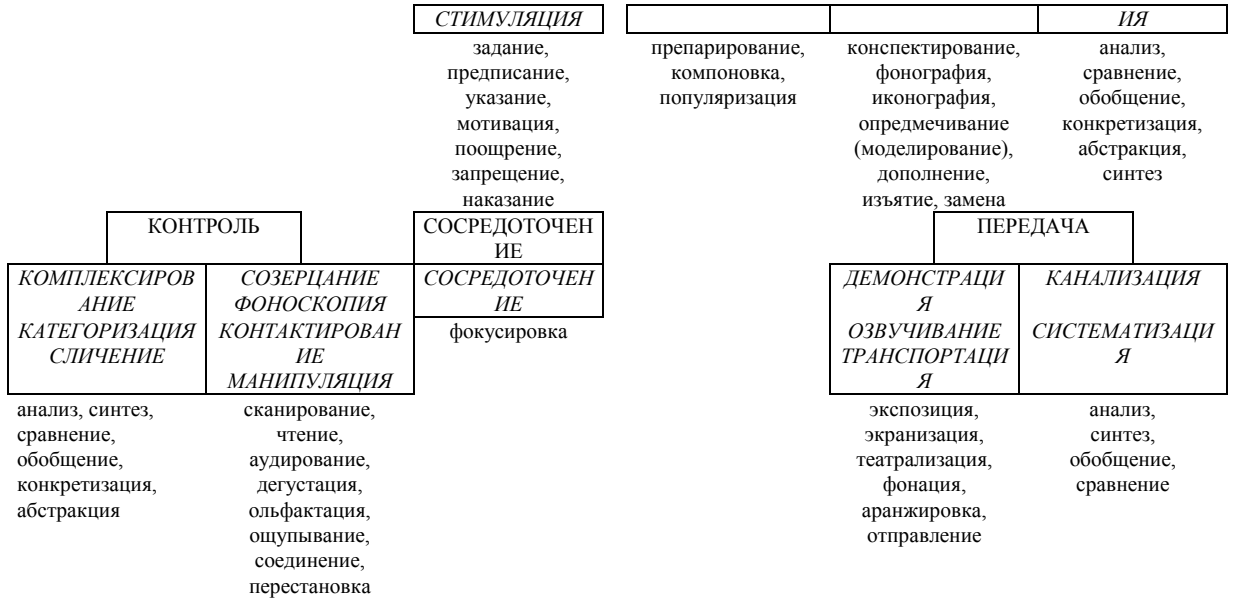 СТИМУЛЯЦИЯ
задание,
предписание,
указание,
мотивация,
поощрение,
запрещение,
наказание
препарирование,
компоновка,
популяризация
конспектирование,
фонография,
иконография,
опредмечивание
(моделирование),
дополнение,
изъятие, замена
ИЯ
анализ,
сравнение,
обобщение,
конкретизация,
абстракция,
синтез
КОНТРОЛЬ
КОМПЛЕКСИРОВ
АНИЕ
КАТЕГОРИЗАЦИЯ
СЛИЧЕНИЕ
анализ, синтез,
сравнение,
обобщение,
конкретизация,
абстракция
СОЗЕРЦАНИЕ
ФОНОСКОПИЯ
КОНТАКТИРОВАН
ИЕ
МАНИПУЛЯЦИЯ
сканирование,
чтение,
аудирование,
дегустация,
ольфактация,
ощупывание,
соединение,
перестановка
СОСРЕДОТОЧЕН
ИЕ
СОСРЕДОТОЧЕН
ИЕ
фокусировка
ПЕРЕДАЧА
ДЕМОНСТРАЦИ
Я
ОЗВУЧИВАНИЕ
ТРАНСПОРТАЦИ
Я
экспозиция,
экранизация,
театрализация,
фонация,
аранжировка,
отправление
КАНАЛИЗАЦИЯ
СИСТЕМАТИЗАЦИ
Я
анализ,
синтез,
обобщение,
сравнение